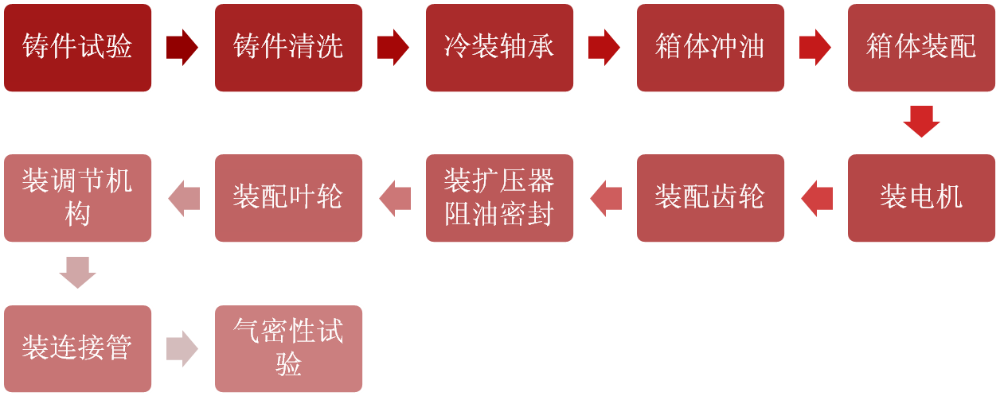 铸件试验
铸件清洗
冷装轴承
箱体冲油
箱体装配
装电机
装配齿轮
装扩压器
阻油密封
装配叶轮
装调节机
构
装连接管
气密性试
验